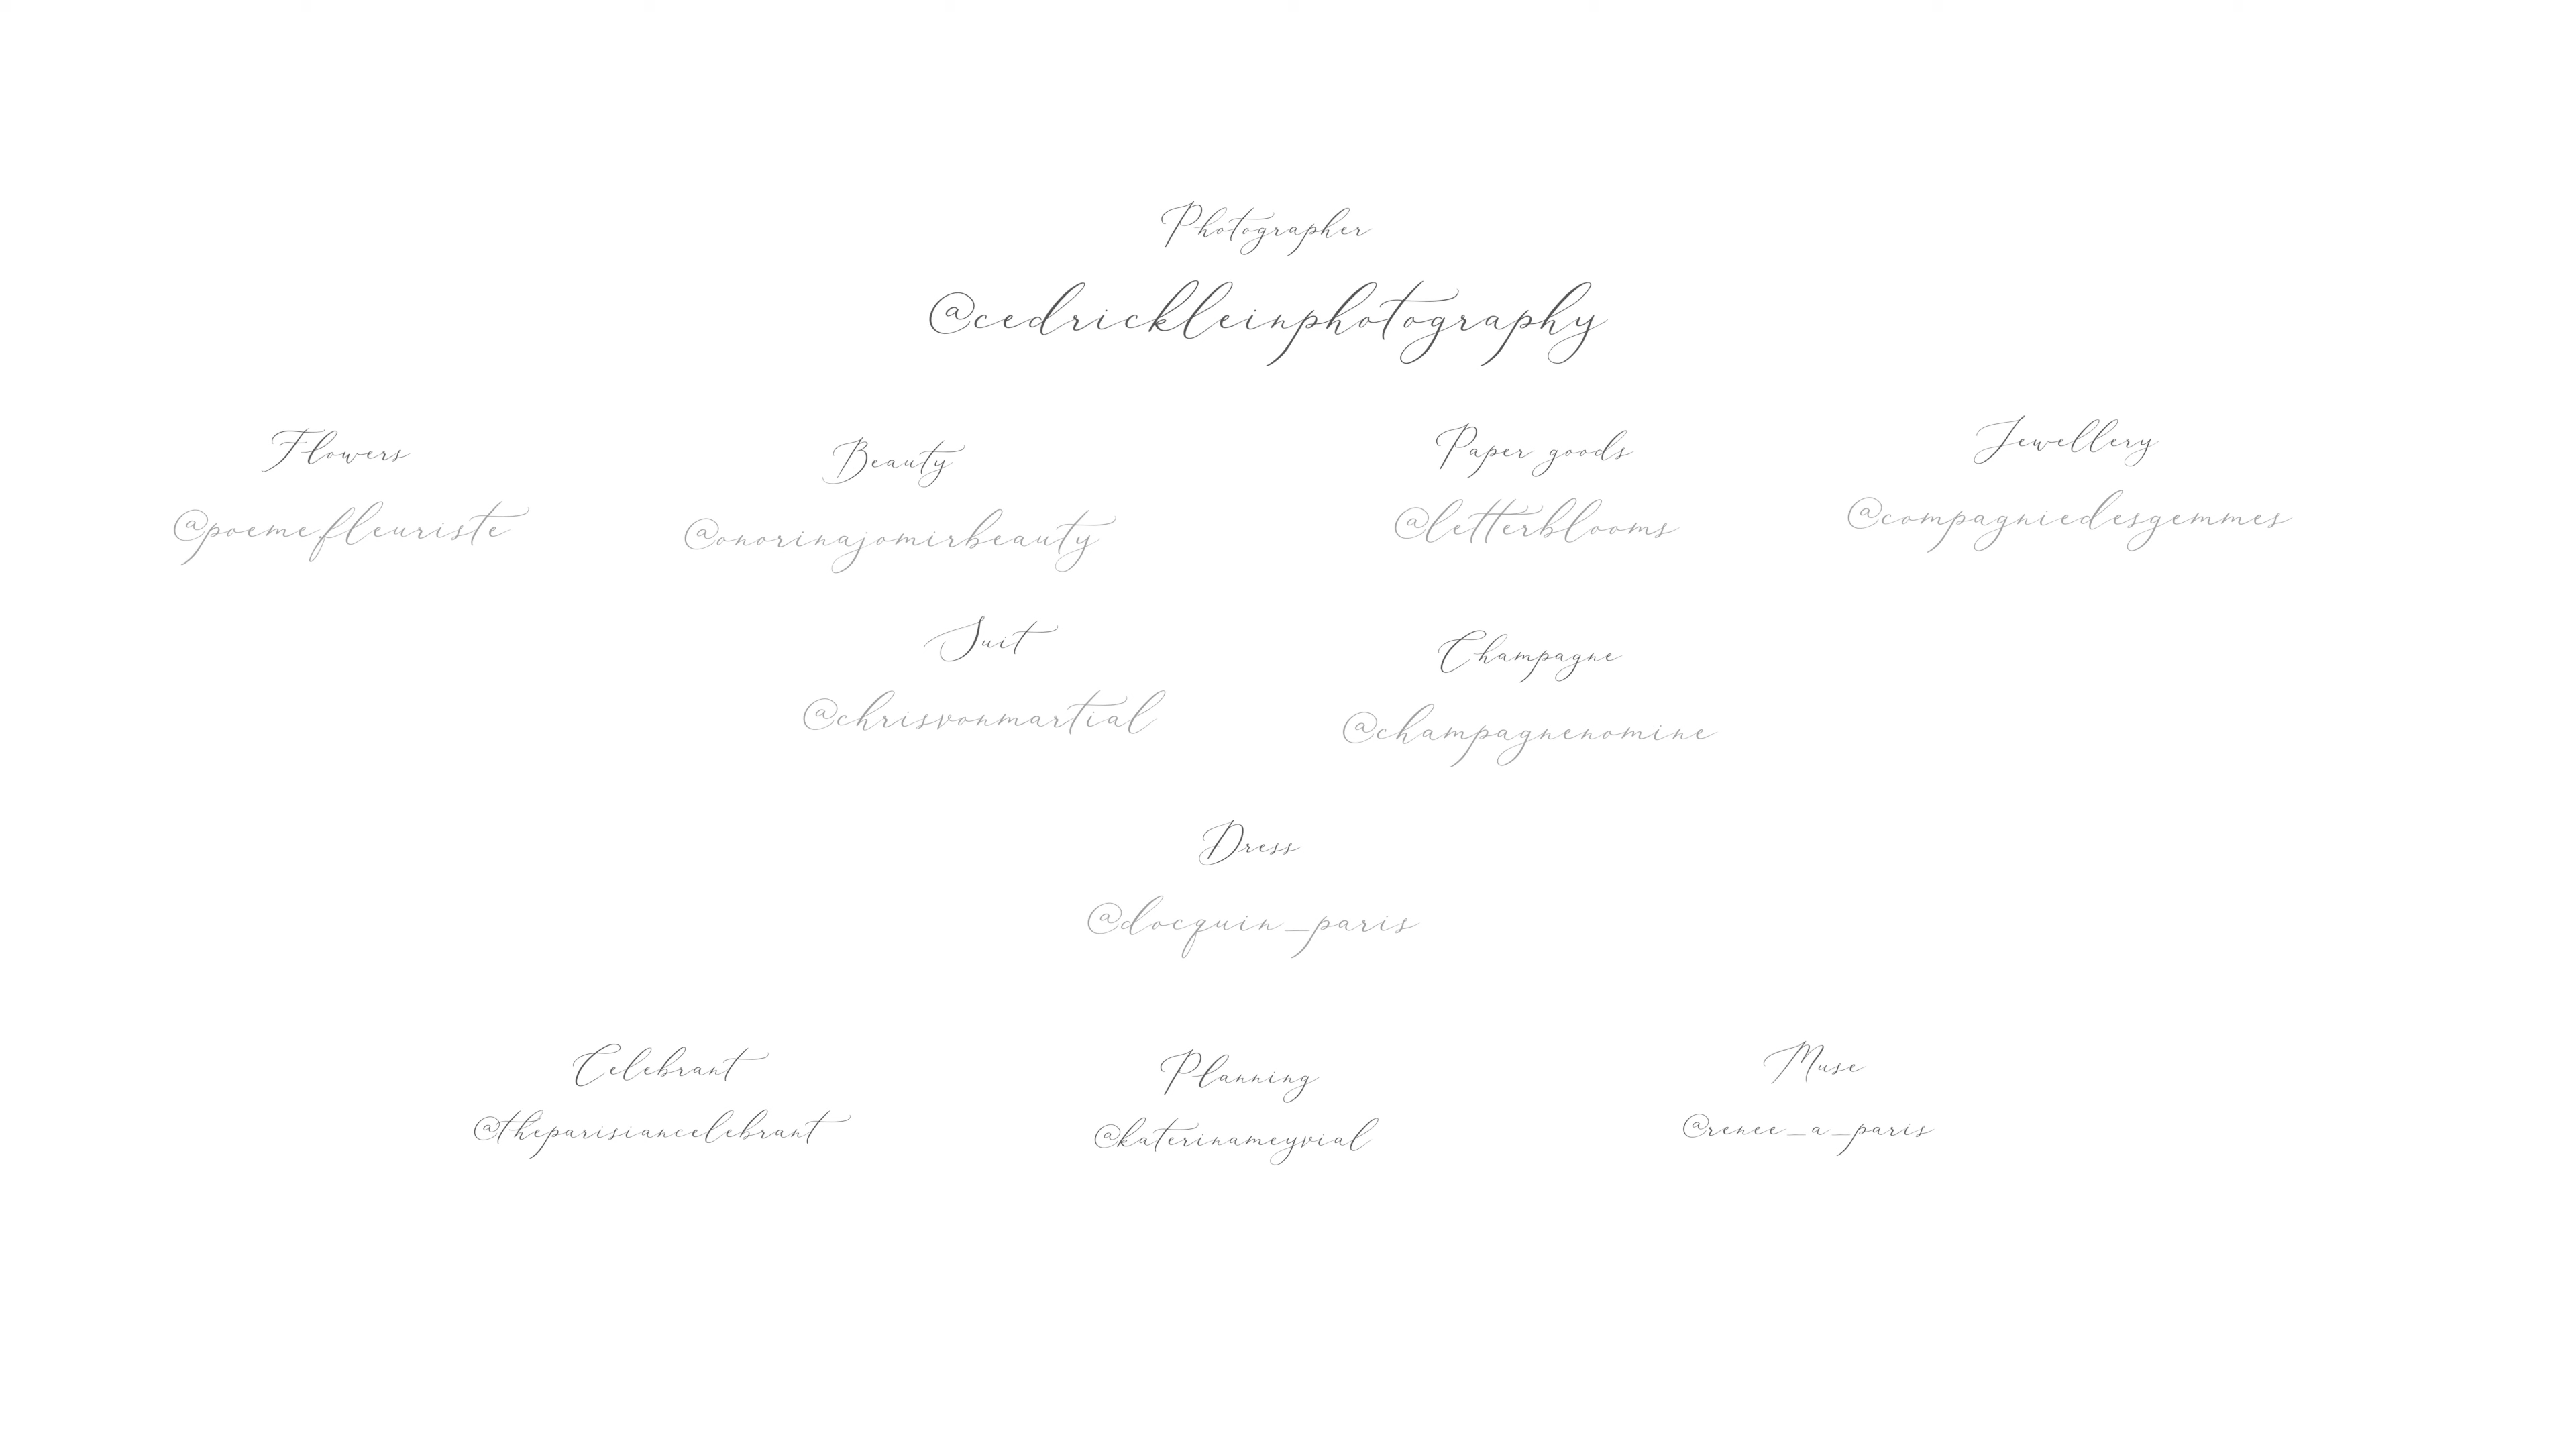 Photographer
@cedrickleinphotography
Flowers
@poemefleuriste
Beauty
@onorinajomirbeauty
Paper goods
@letterblooms
Jewellery
@compagniedesgemmes
Suit
@chrisvonmartial
Champagne
@champagnenomine
Dress
@docquin_paris
Celebrant
@theparisiancelebrant
Planning
@katerinameyvial
Muse
@renee_a_paris